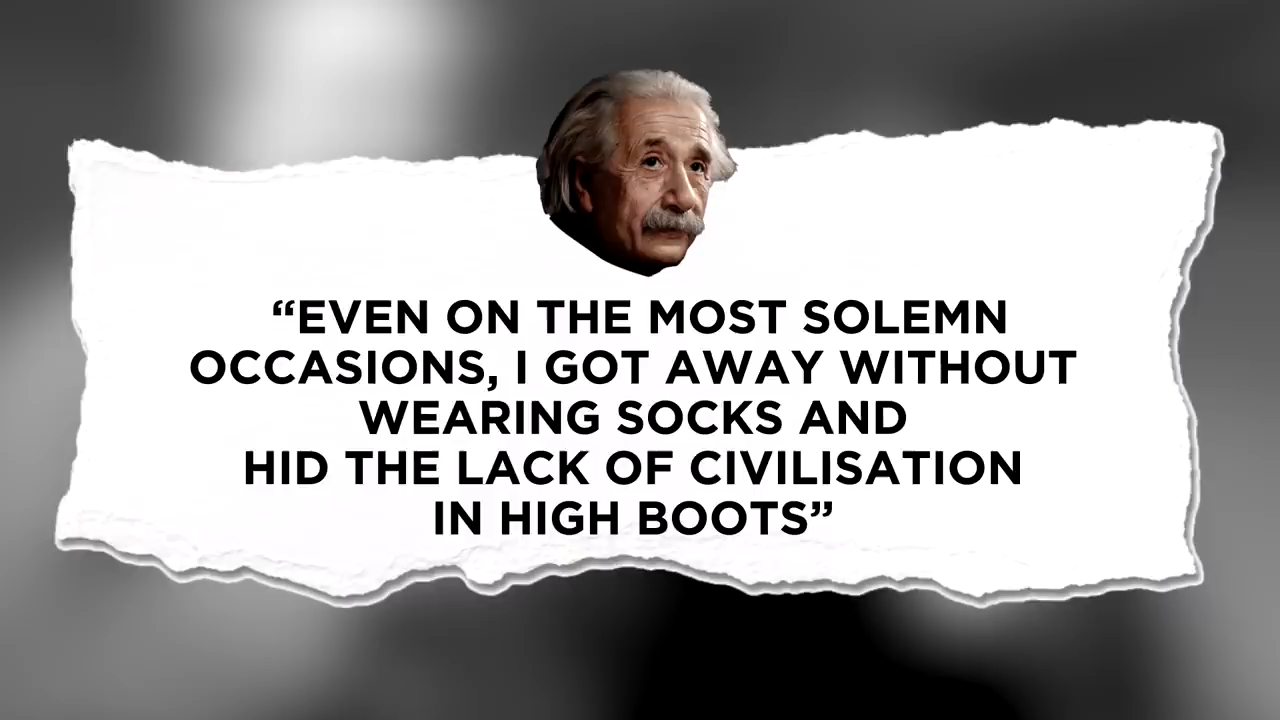 “EVEN ON THE MOST SOLEMN
OCCASIONS, I GOT AWAY WITHOUT
WEARING SOCKS AND
HID THE LACK OF CIVILISATION
IN HIGH BOOTS”